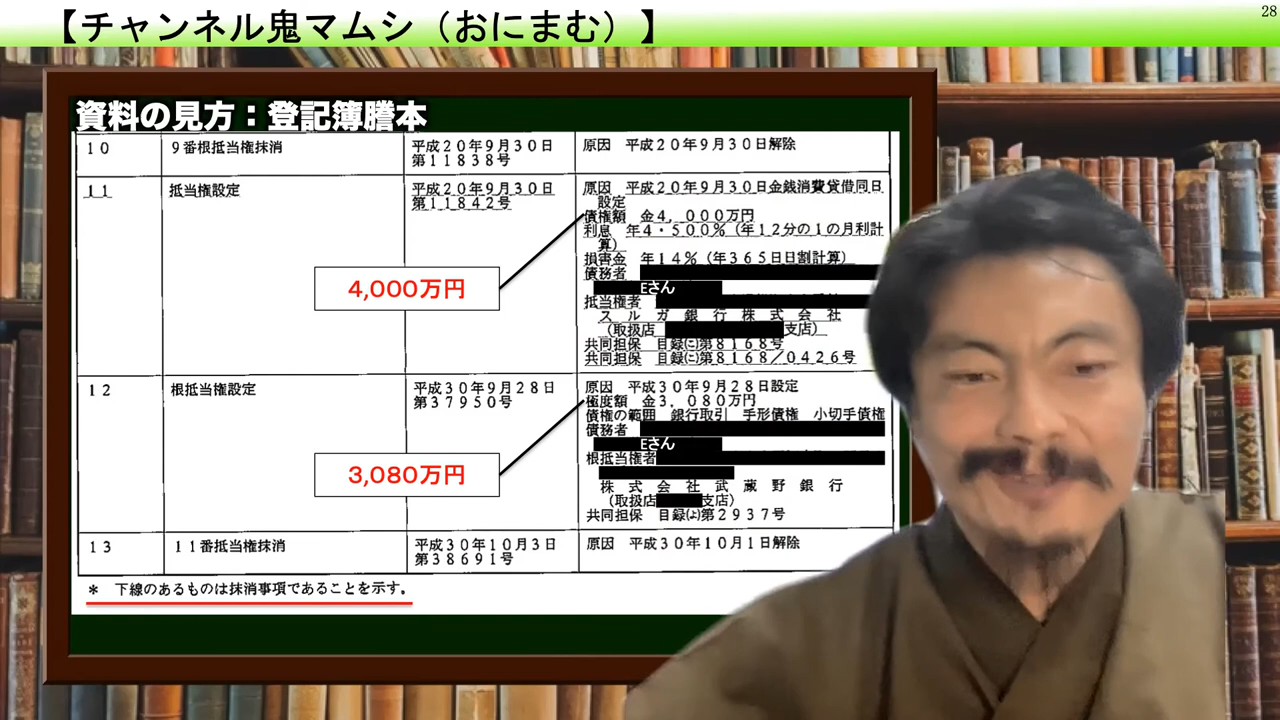 【チャンネル鬼マムシ（おにまむ）】
28
資料の見方：登記簿謄本
１０
９番根抵当権抹消
平成２０年９月３０日
第１１８３８号
原因　平成２０年９月３０日解除
１１
抵当権設定
平成２０年９月３０日
第１１８４２号
原因　平成２０年９月３０日金銭消費貸借同日
設定
債権額　金４，０００万円
利息　年４・５００％（年１２分の１の月利計
算）
損害金　年１４％（年３６５日日割計算）
債務者
Eさん
抵当権者
スルガ銀行株式会社
（取扱店
支店）
共同担保　目録㈡第８１６８号
共同担保　目録㈡第８１６８／０４２６号
4,000万円
１２
根抵当権設定
平成３０年９月２８日
第３７９５０号
原因　平成３０年９月２８日設定
極度額　金３，０８０万円
債権の範囲　銀行取引　手形債権　小切手債権
債務者
Eさん
根抵当権者
株式会社武蔵野銀行
（取扱店
支店）
共同担保　目録㈵第２９３７号
3,080万円
１３
１１番抵当権抹消
平成３０年１０月３日
第３８６９１号
原因　平成３０年１０月１日解除
＊　下線のあるものは抹消事項であることを示す。